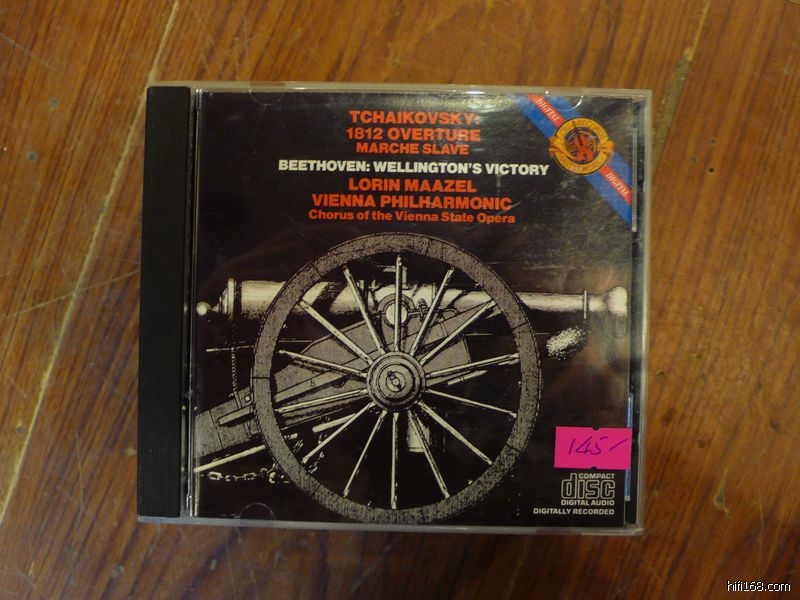 TCHAIKOVSKY:
1812 OVERTURE
MARCHE SLAVE
BEETHOVEN: WELLINGTON'S VICTORY
LORIN MAAZEL
VIENNA PHILHARMONIC
Chorus of the Vienna State Opera
DIGITAL
DIGITAL
145/
COMPACT
disc
DIGITAL AUDIO
DIGITALLY RECORDED
hifi168.com